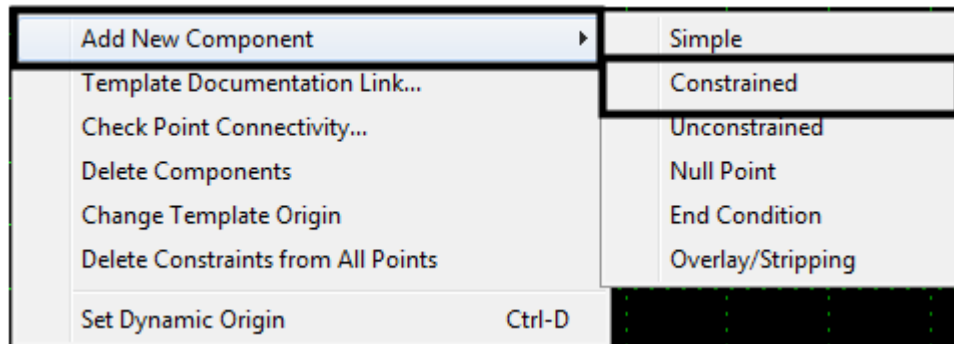 Add New Component
Template Documentation Link...
Check Point Connectivity...
Delete Components
Change Template Origin
Delete Constraints from All Points
Set Dynamic Origin Ctrl-D
Simple
Constrained
Unconstrained
Null Point
End Condition
Overlay/Stripping